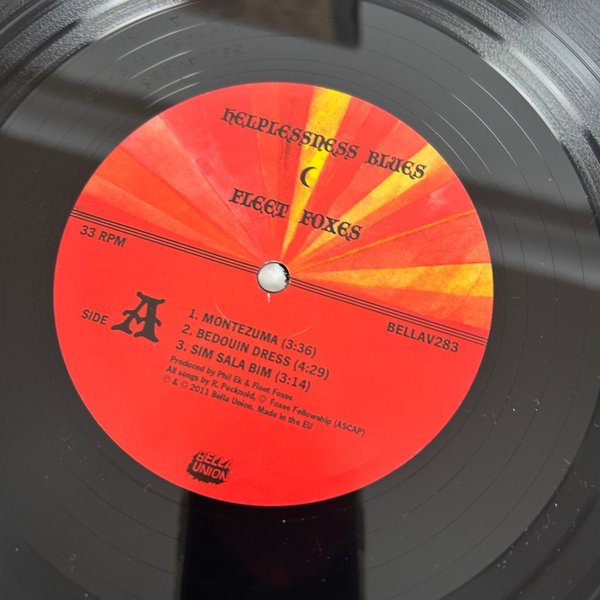 HELPLESSNESS BLUES
FLEET FOXES
33 RPM
BELLAV283
SIDE A
1. MONTEZUMA (3:36)
2. BEDOUIN DRESS (4:29)
3. SIM SALA BIM (3:14)
Produced by Phil Ek & Fleet Foxes
All songs by R. Pecknold, © Foxes Fellowship (ASCAP)
℗ & © 2011 Bella Union. Made in the EU
BELLA
UNION